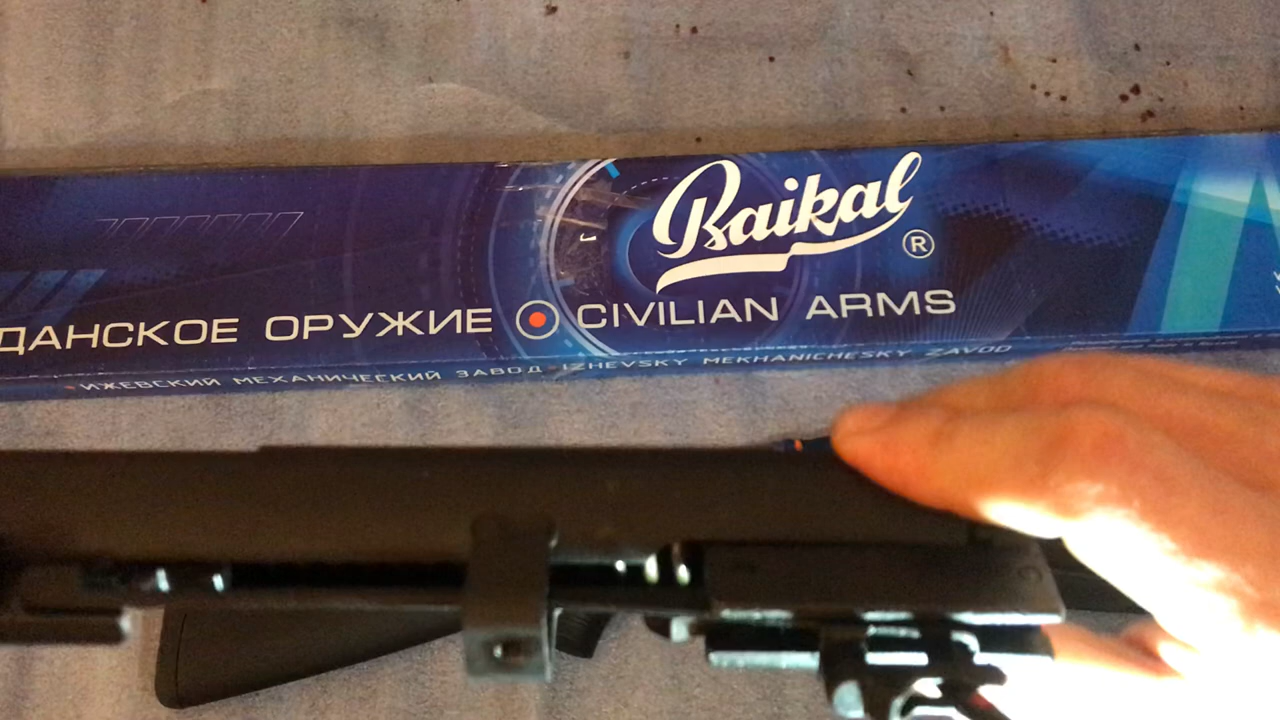 Baikal®
ДАНСКОЕ ОРУЖИЕ CIVILIAN ARMS
ИЖЕВСКИЙ МЕХАНИЧЕСКИЙ ЗАВОД IZHEVSKY MEKHANICHESKY ZAVOD